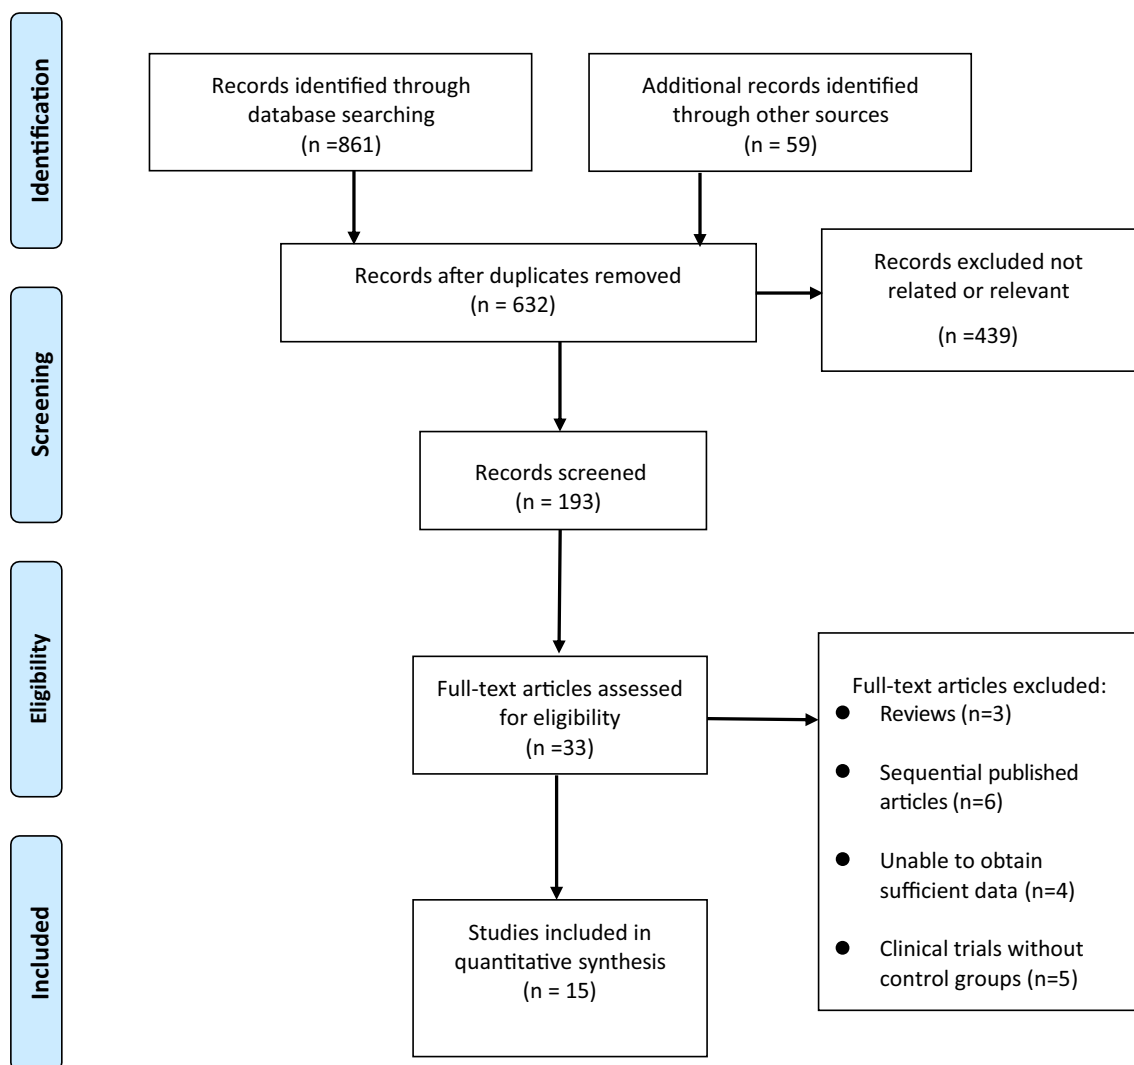 Identification
Records identified through
database searching
(n =861)
Additional records identified
through other sources
(n = 59)
Records after duplicates removed
(n = 632)
Records excluded not
related or relevant
(n =439)
Screening
Records screened
(n = 193)
Eligibility
Full-text articles assessed
for eligibility
(n =33)
Full-text articles excluded:
● Reviews (n=3)
● Sequential published
articles (n=6)
● Unable to obtain
sufficient data (n=4)
● Clinical trials without
control groups (n=5)
Included
Studies included in
quantitative synthesis
(n = 15)